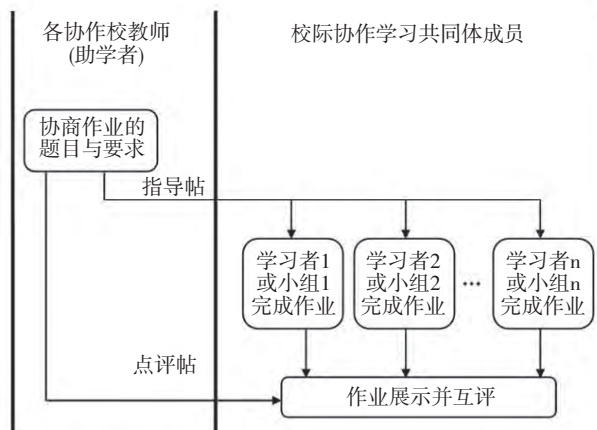 各协作校教师
(助学者)
校际协作学习共同体成员
协商作业的
题目与要求
指导帖
学习者1
或小组1
完成作业
学习者2
或小组2
完成作业
...
学习者n
或小组n
完成作业
点评帖
作业展示并互评